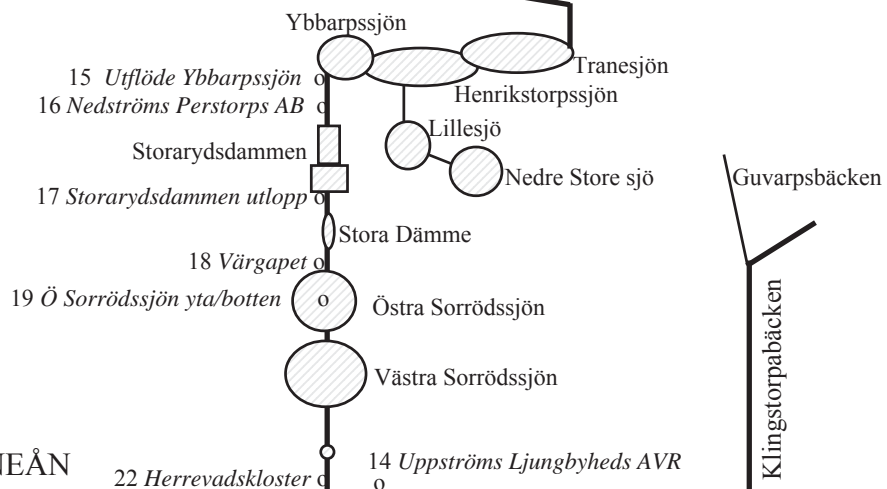 Ybbarpssjön
Tranesjön
15 Utflöde Ybbarpssjön
Henrikstorpssjön
16 Nedströms Perstorps AB
Lillesjö
Storarydsdammen
Nedre Store sjö
Guvarpsbäcken
17 Storarydsdammen utlopp
Stora Dämme
18 Värgapet
19 Ö Sorrödssjön yta/botten
Östra Sorrödssjön
Klingstorpabäcken
Västra Sorrödssjön
NEÅN
14 Uppströms Ljungbyheds AVR
22 Herrevadskloster